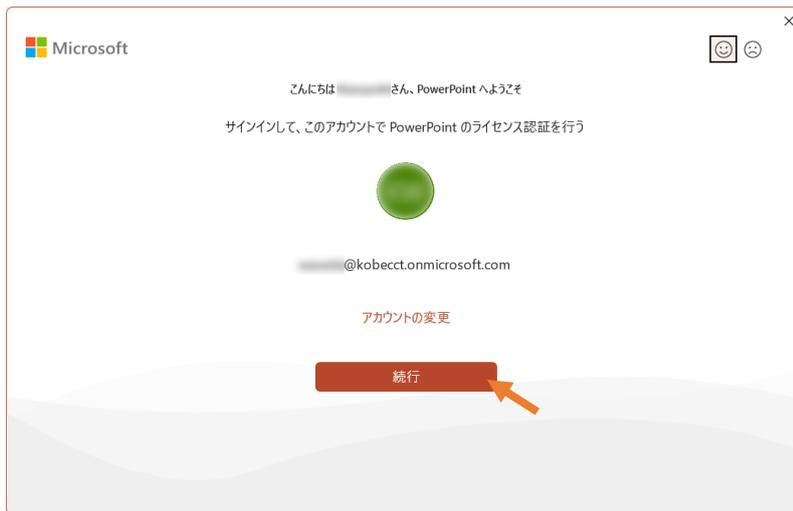 Microsoft
こんにちは さん、PowerPoint へようこそ
サインインして、このアカウントで PowerPoint のライセンス認証を行う
@kobecct.onmicrosoft.com
アカウントの変更
続行